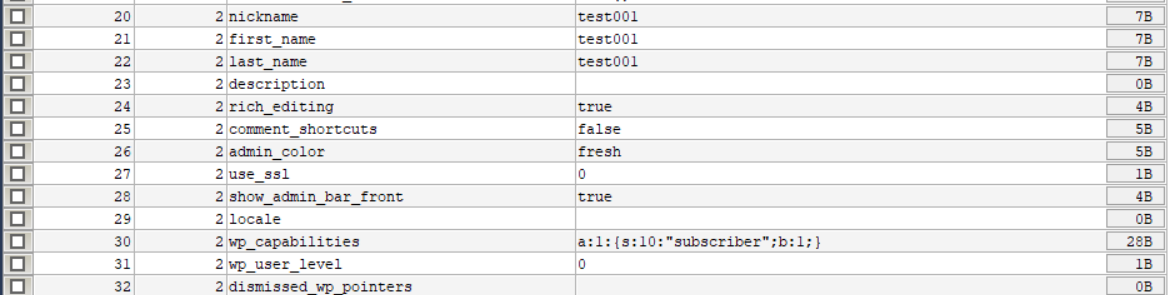 20 2 nickname test001 7B
21 2 first_name test001 7B
22 2 last_name test001 7B
23 2 description 0B
24 2 rich_editing true 4B
25 2 comment_shortcuts false 5B
26 2 admin_color fresh 5B
27 2 use_ssl 0 1B
28 2 show_admin_bar_front true 4B
29 2 locale 0B
30 2 wp_capabilities a:1:{s:10:"subscriber";b:1;} 28B
31 2 wp_user_level 0 1B
32 2 dismissed_wp_pointers 0B